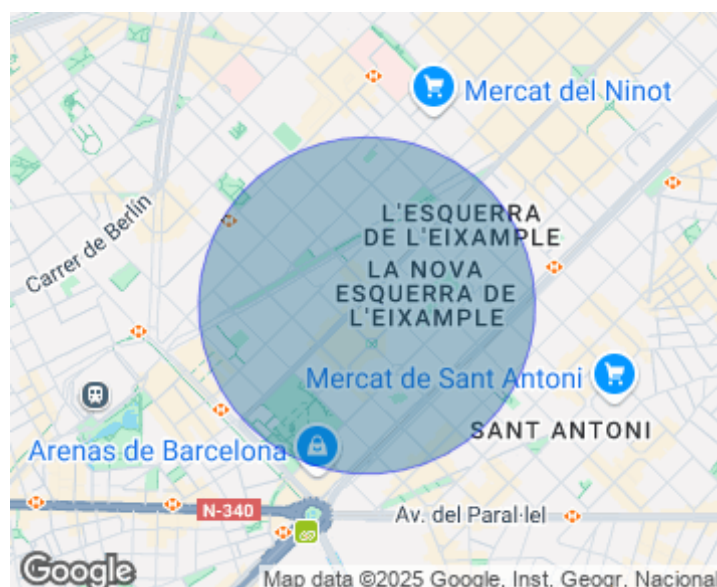 Mercat del Ninot
L'ESQUERRA
DE L'EIXAMPLE
Carrer de Berlín
LA NOVA
ESQUERRA DE
L'EIXAMPLE
Mercat de Sant Antoni
SANT ANTONI
Arenas de Barcelona
N-340
Av. del Paral·lel
Google
Map data ©2025 Google, Inst. Geogr. Nacional